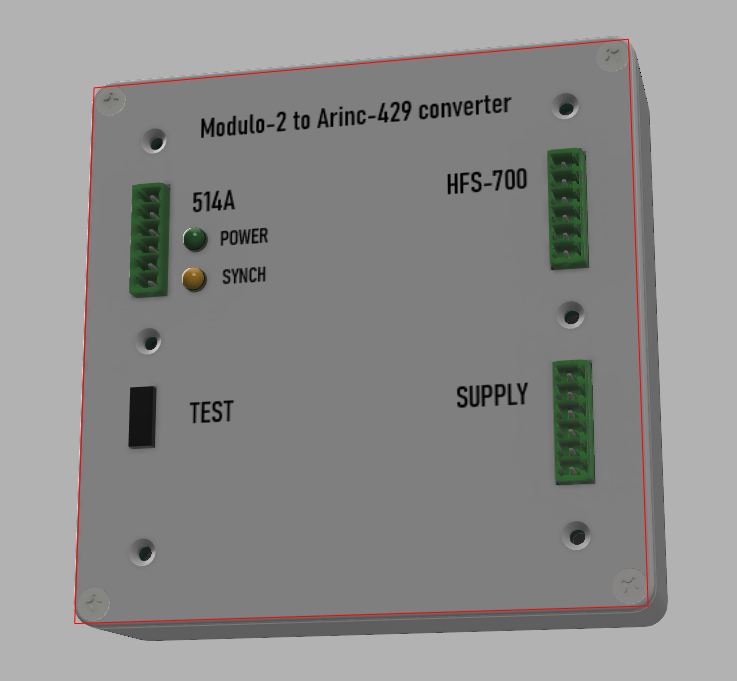 Modulo-2 to Arinc-429 converter
514A
HFS-700
POWER
SYNCH
TEST
SUPPLY